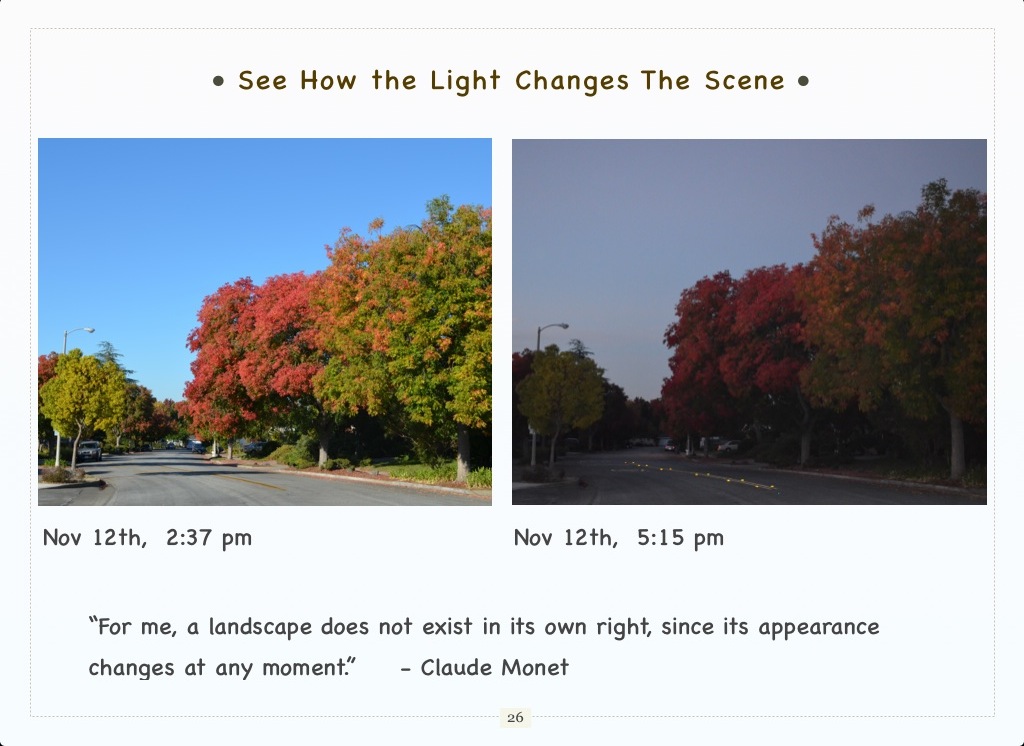 • See How the Light Changes The Scene •
Nov 12th, 2:37 pm
Nov 12th, 5:15 pm
“For me, a landscape does not exist in its own right, since its appearance
changes at any moment.” – Claude Monet
26